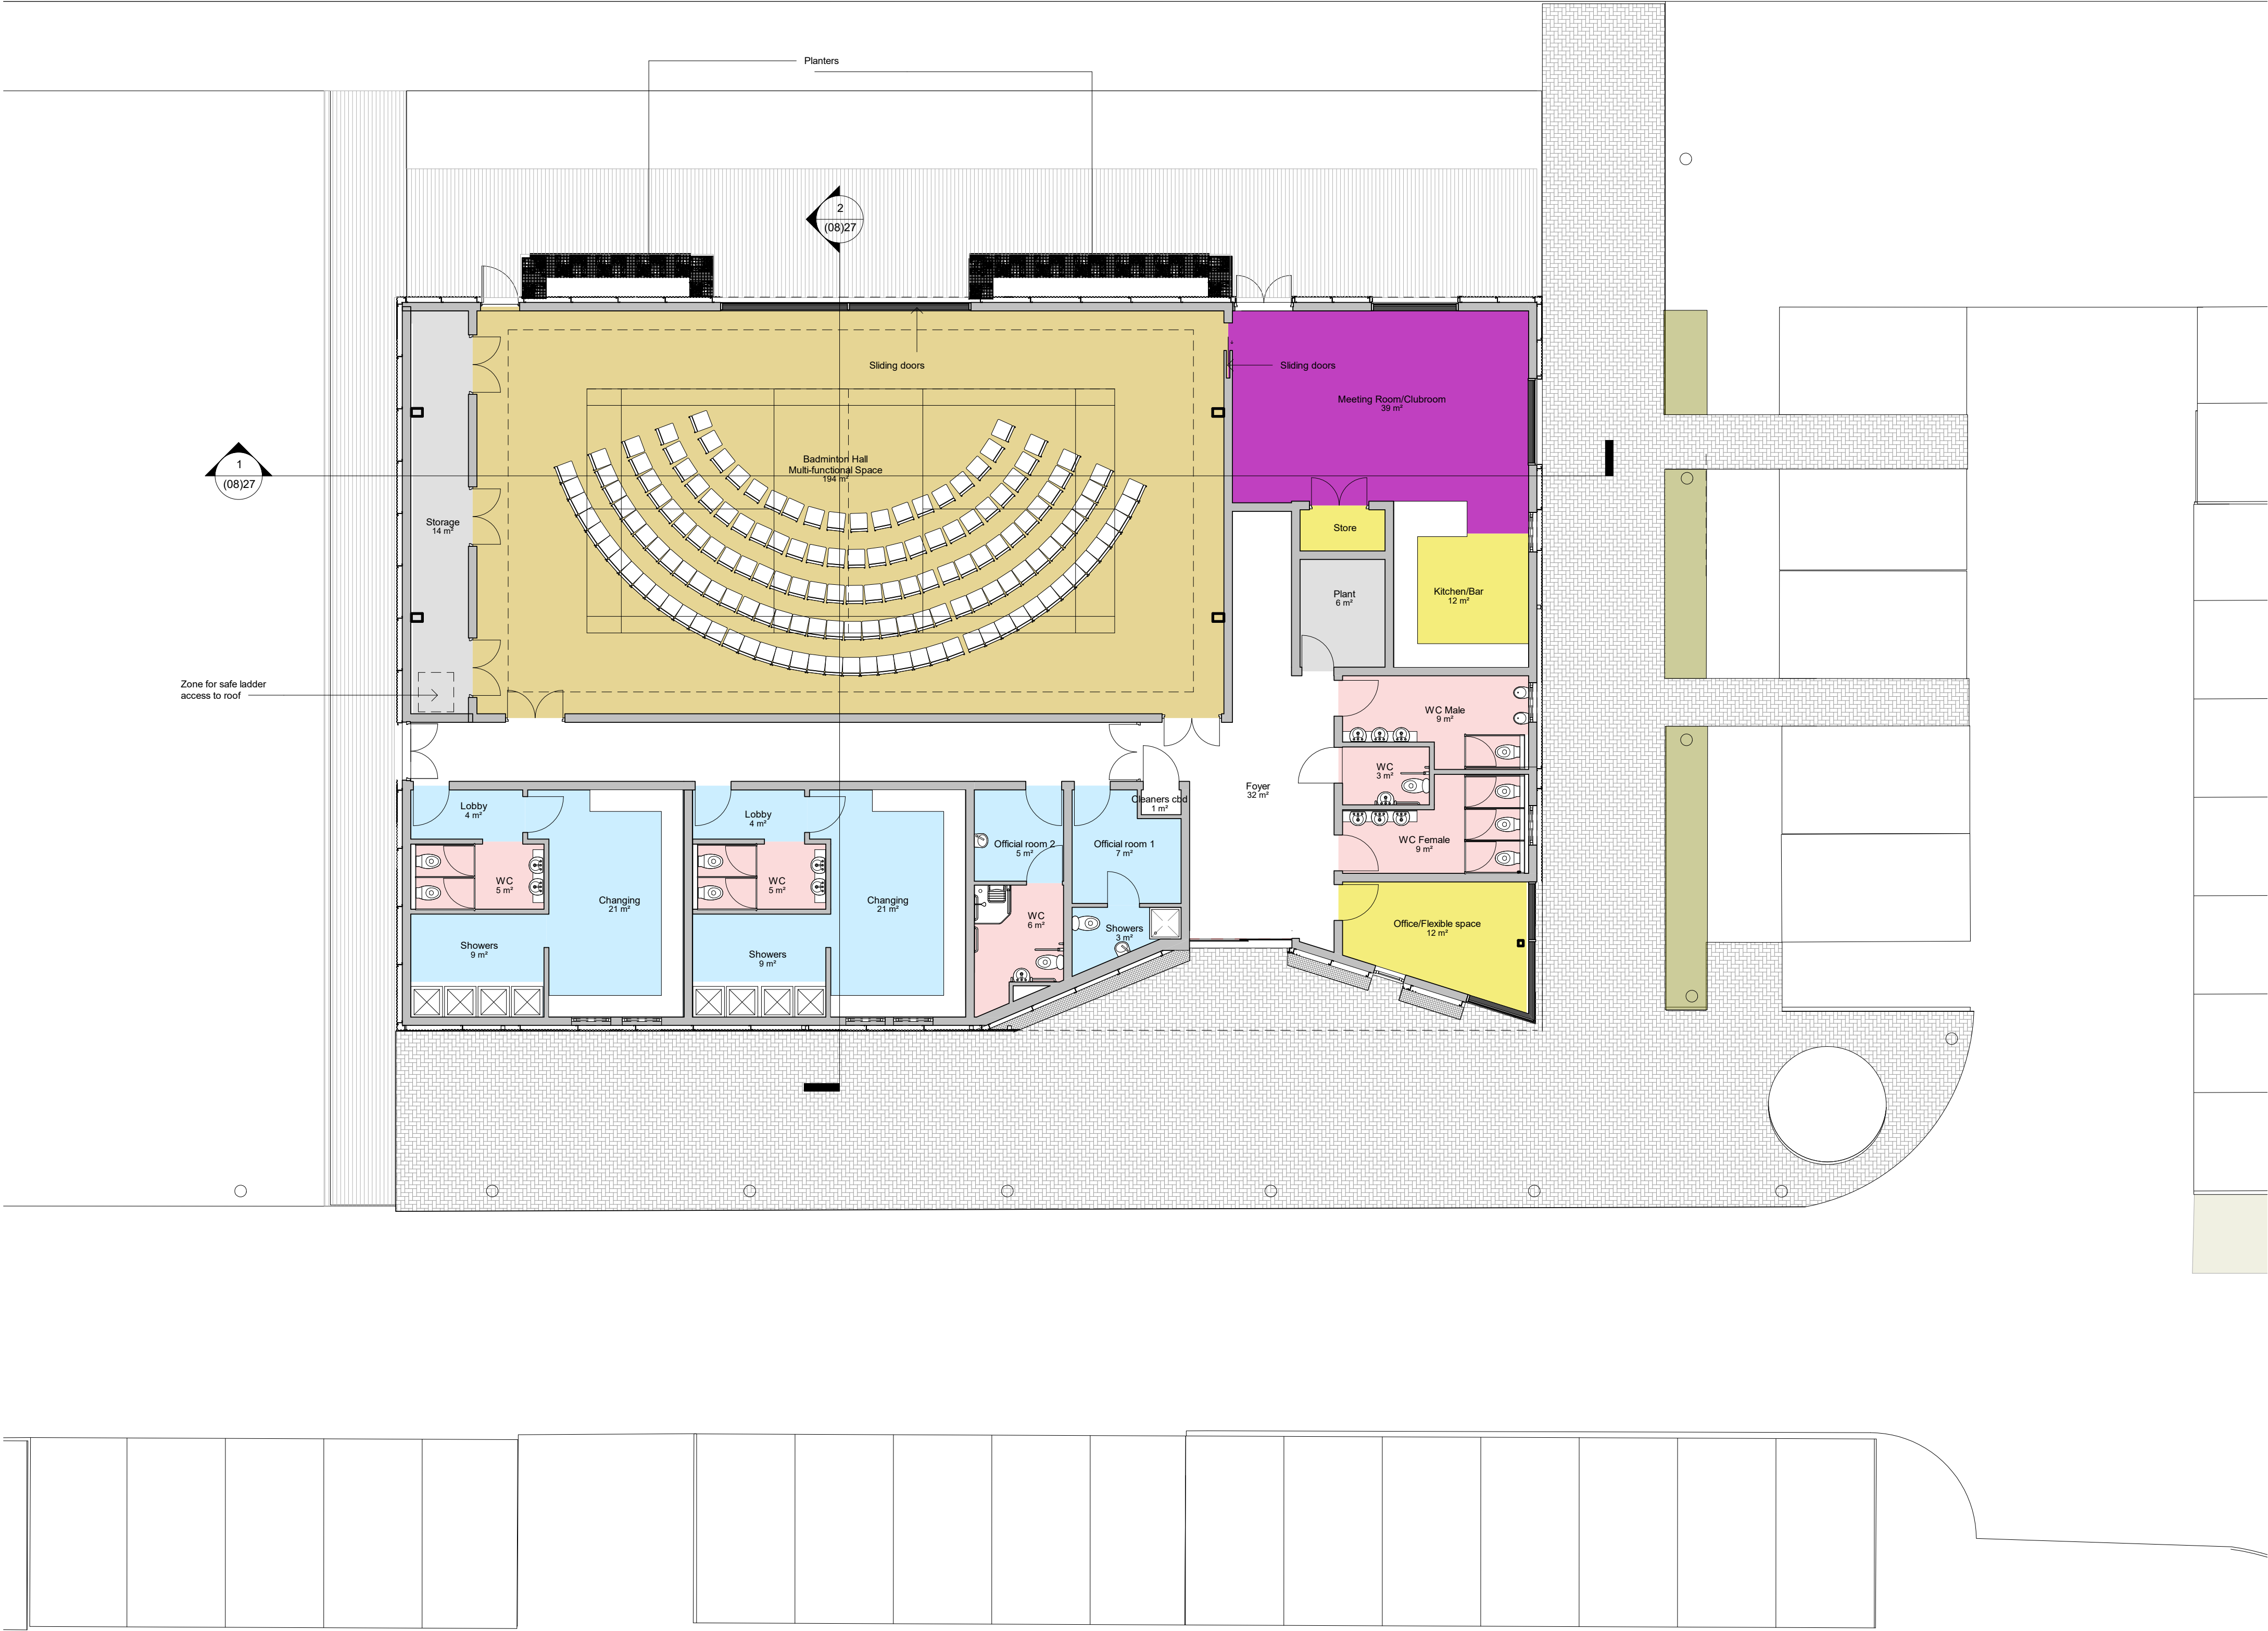 Planters
2
(08)27
Sliding doors
Sliding doors
Meeting Room/Clubroom
39 m²
Badminton Hall
Multi-functional Space
194 m²
1
(08)27
Storage
14 m²
Store
Plant
6 m²
Kitchen/Bar
12 m²
Zone for safe ladder
access to roof
WC Male
9 m²
WC
3 m²
Foyer
32 m²
Cleaners cbd
1 m²
Lobby
4 m²
Lobby
4 m²
Official room 2
5 m²
Official room 1
7 m²
WC Female
9 m²
WC
5 m²
WC
5 m²
Changing
21 m²
Changing
21 m²
WC
6 m²
Showers
3 m²
Office/Flexible space
12 m²
Showers
9 m²
Showers
9 m²